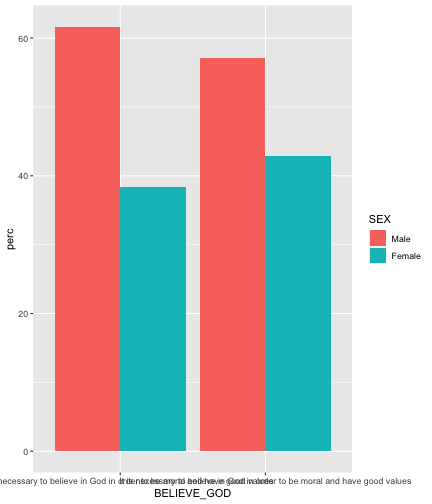 60
40
SEX
perc
Male
Female
20
0
necessary to believe in God in
to be moral and have good values
BELIEVE_GOD